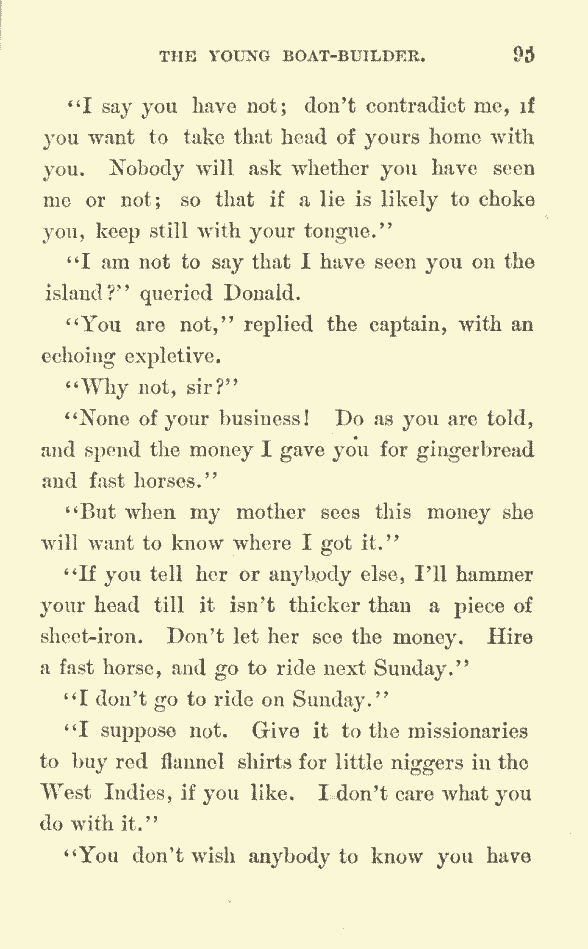 THE YOUNG BOAT-BUILDER. 93
"I say you have not; don't contradict me, if
you want to take that head of yours home with
you. Nobody will ask whether you have seen
me or not; so that if a lie is likely to choke
you, keep still with your tongue."
"I am not to say that I have seen you on the
island?" queried Donald.
"You are not," replied the captain, with an
echoing expletive.
"Why not, sir?"
"None of your business! Do as you are told,
and spend the money I gave you for gingerbread
and fast horses."
"But when my mother sees this money she
will want to know where I got it."
"If you tell her or anybody else, I'll hammer
your head till it isn't thicker than a piece of
sheet-iron. Don't let her see the money. Hire
a fast horse, and go to ride next Sunday."
"I don't go to ride on Sunday."
"I suppose not. Give it to the missionaries
to buy red flannel shirts for little niggers in the
West Indies, if you like. I don't care what you
do with it."
"You don't wish anybody to know you have